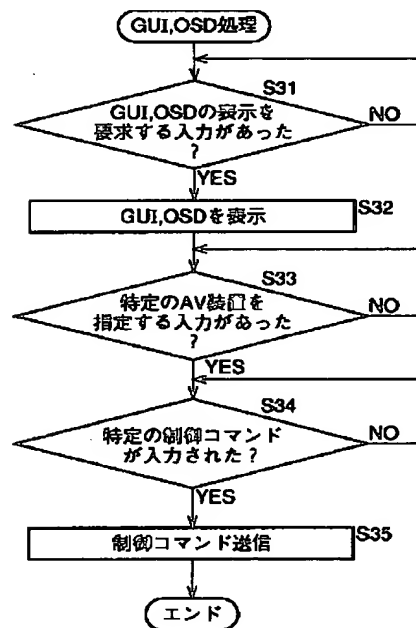 GUI,OSD処理
S31
GUI,OSDの表示を
要求する入力があった
?
NO
YES
GUI,OSDを表示
S32
S33
特定のAV装置を
指定する入力があった
?
NO
YES
S34
特定の制御コマンド
が入力された?
NO
YES
制御コマンド送信
S35
エンド